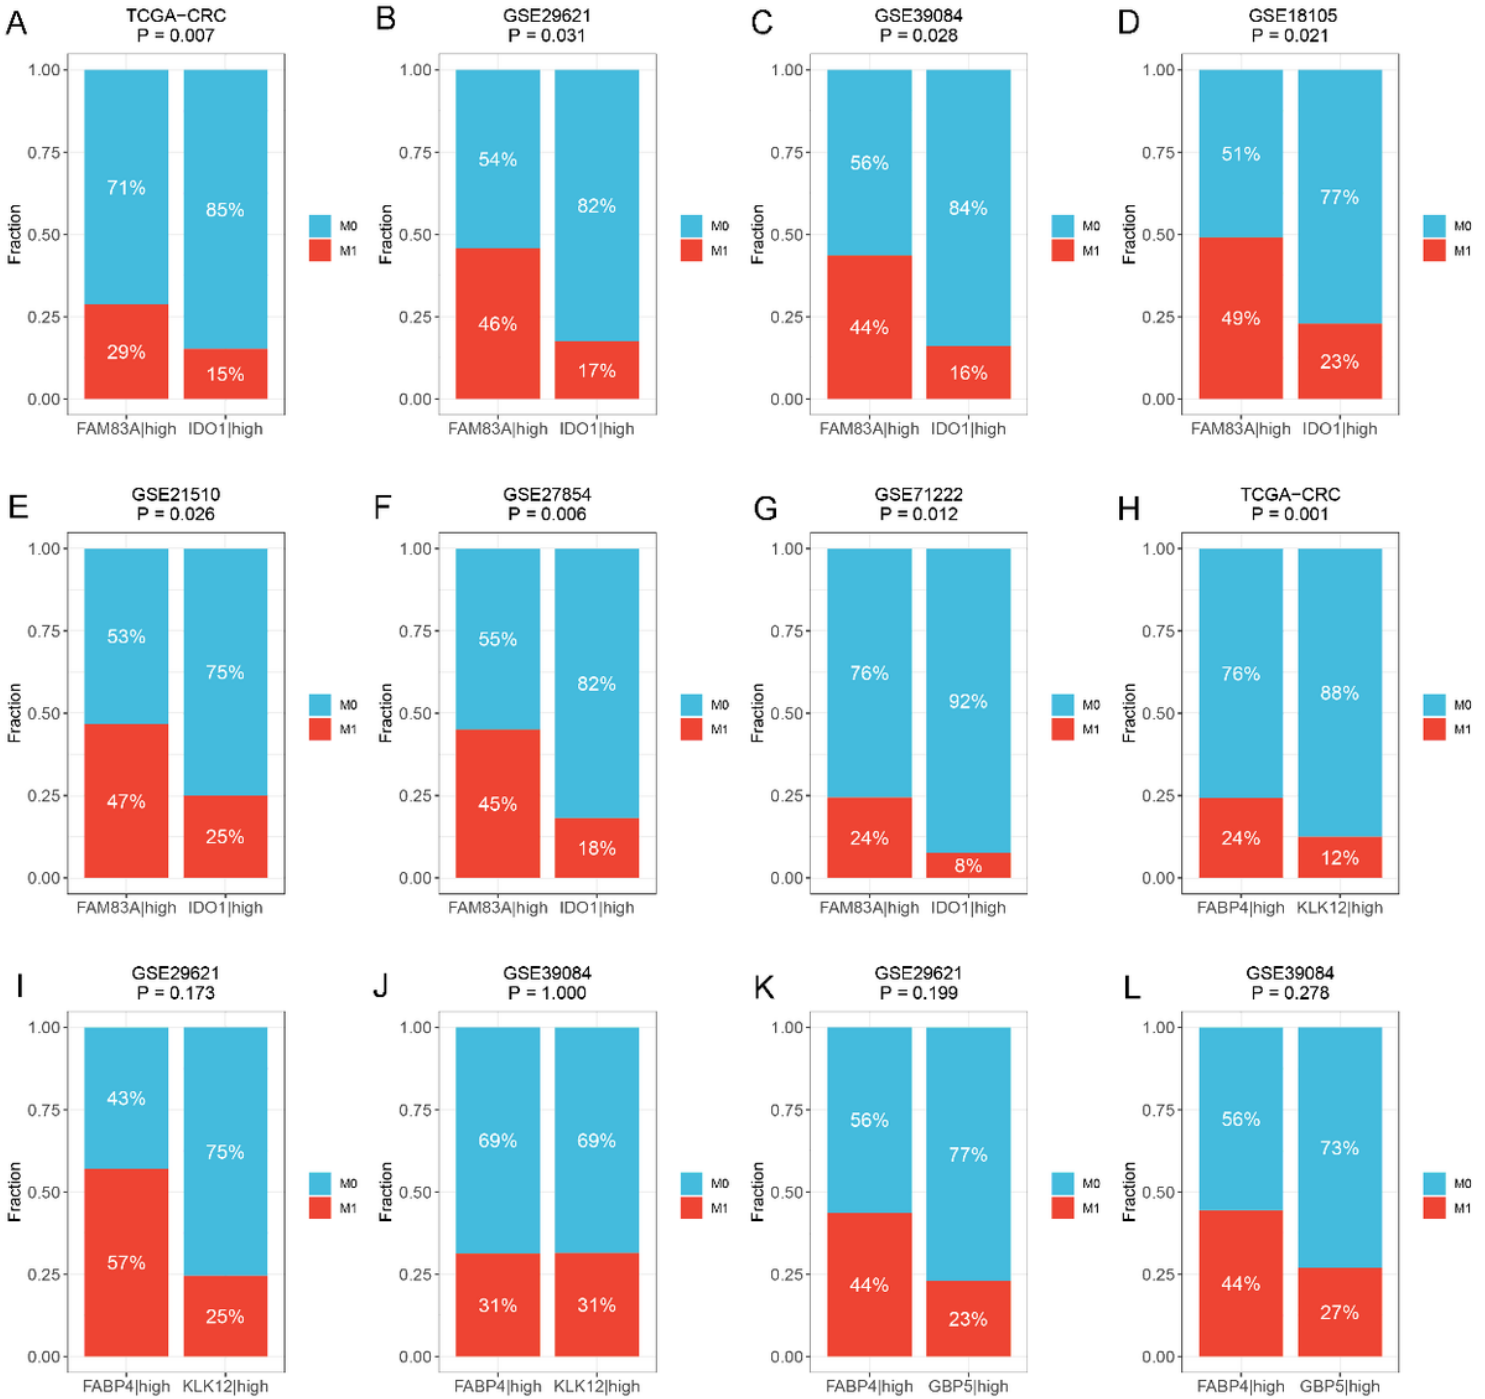 A
TCGA−CRC
P = 0.007
1.00
0.75
0.50
0.25
0.00
Fraction
71%
85%
29%
15%
M0
M1
FAM83A|high IDO1|high
B
GSE29621
P = 0.031
1.00
0.75
0.50
0.25
0.00
Fraction
54%
82%
46%
17%
M0
M1
FAM83A|high IDO1|high
C
GSE39084
P = 0.028
1.00
0.75
0.50
0.25
0.00
Fraction
56%
84%
44%
16%
M0
M1
FAM83A|high IDO1|high
D
GSE18105
P = 0.021
1.00
0.75
0.50
0.25
0.00
Fraction
51%
77%
49%
23%
M0
M1
FAM83A|high IDO1|high
E
GSE21510
P = 0.026
1.00
0.75
0.50
0.25
0.00
Fraction
53%
75%
47%
25%
M0
M1
FAM83A|high IDO1|high
F
GSE27854
P = 0.006
1.00
0.75
0.50
0.25
0.00
Fraction
55%
82%
45%
18%
M0
M1
FAM83A|high IDO1|high
G
GSE71222
P = 0.012
1.00
0.75
0.50
0.25
0.00
Fraction
76%
92%
24%
8%
M0
M1
FAM83A|high IDO1|high
H
TCGA−CRC
P = 0.001
1.00
0.75
0.50
0.25
0.00
Fraction
76%
88%
24%
12%
M0
M1
FABP4|high KLK12|high
I
GSE29621
P = 0.173
1.00
0.75
0.50
0.25
0.00
Fraction
43%
75%
57%
25%
M0
M1
FABP4|high KLK12|high
J
GSE39084
P = 1.000
1.00
0.75
0.50
0.25
0.00
Fraction
69%
69%
31%
31%
M0
M1
FABP4|high KLK12|high
K
GSE29621
P = 0.199
1.00
0.75
0.50
0.25
0.00
Fraction
56%
77%
44%
23%
M0
M1
FABP4|high GBP5|high
L
GSE39084
P = 0.278
1.00
0.75
0.50
0.25
0.00
Fraction
56%
73%
44%
27%
M0
M1
FABP4|high GBP5|high